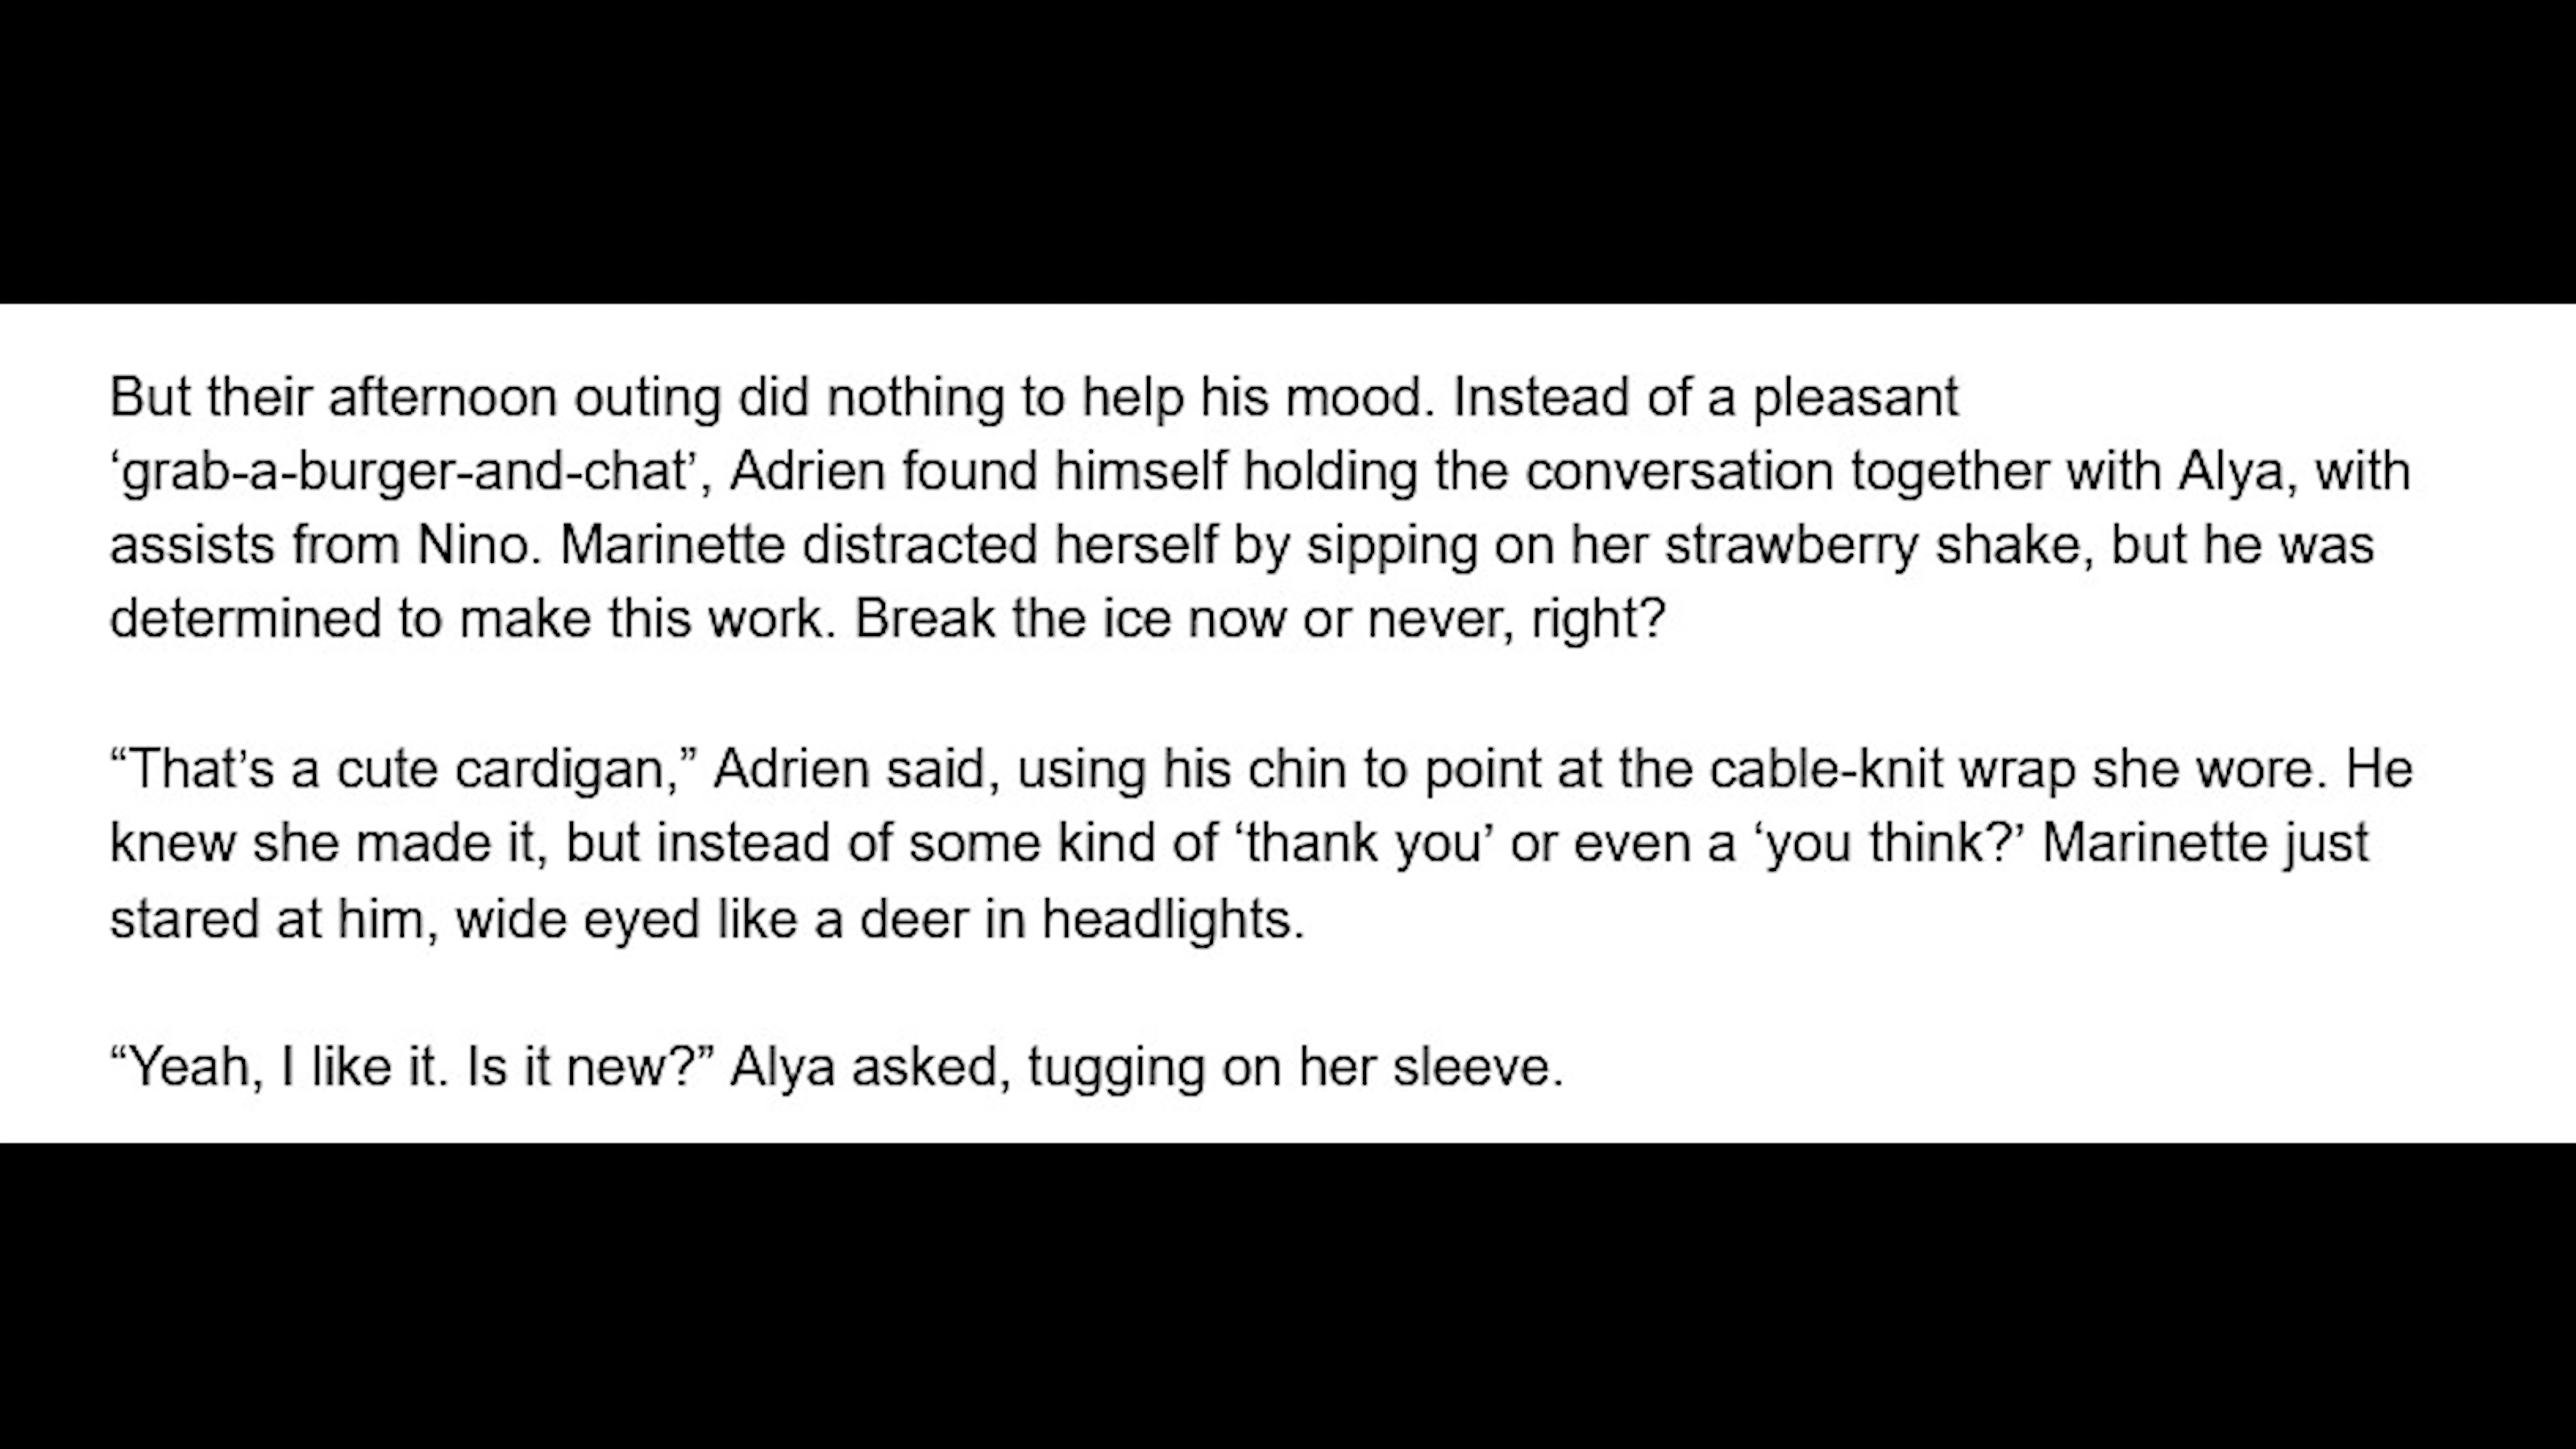 But their afternoon outing did nothing to help his mood. Instead of a pleasant
‘grab-a-burger-and-chat’, Adrien found himself holding the conversation together with Alya, with
assists from Nino. Marinette distracted herself by sipping on her strawberry shake, but he was
determined to make this work. Break the ice now or never, right?
“That’s a cute cardigan,” Adrien said, using his chin to point at the cable-knit wrap she wore. He
knew she made it, but instead of some kind of ‘thank you’ or even a ‘you think?’ Marinette just
stared at him, wide eyed like a deer in headlights.
“Yeah, I like it. Is it new?” Alya asked, tugging on her sleeve.